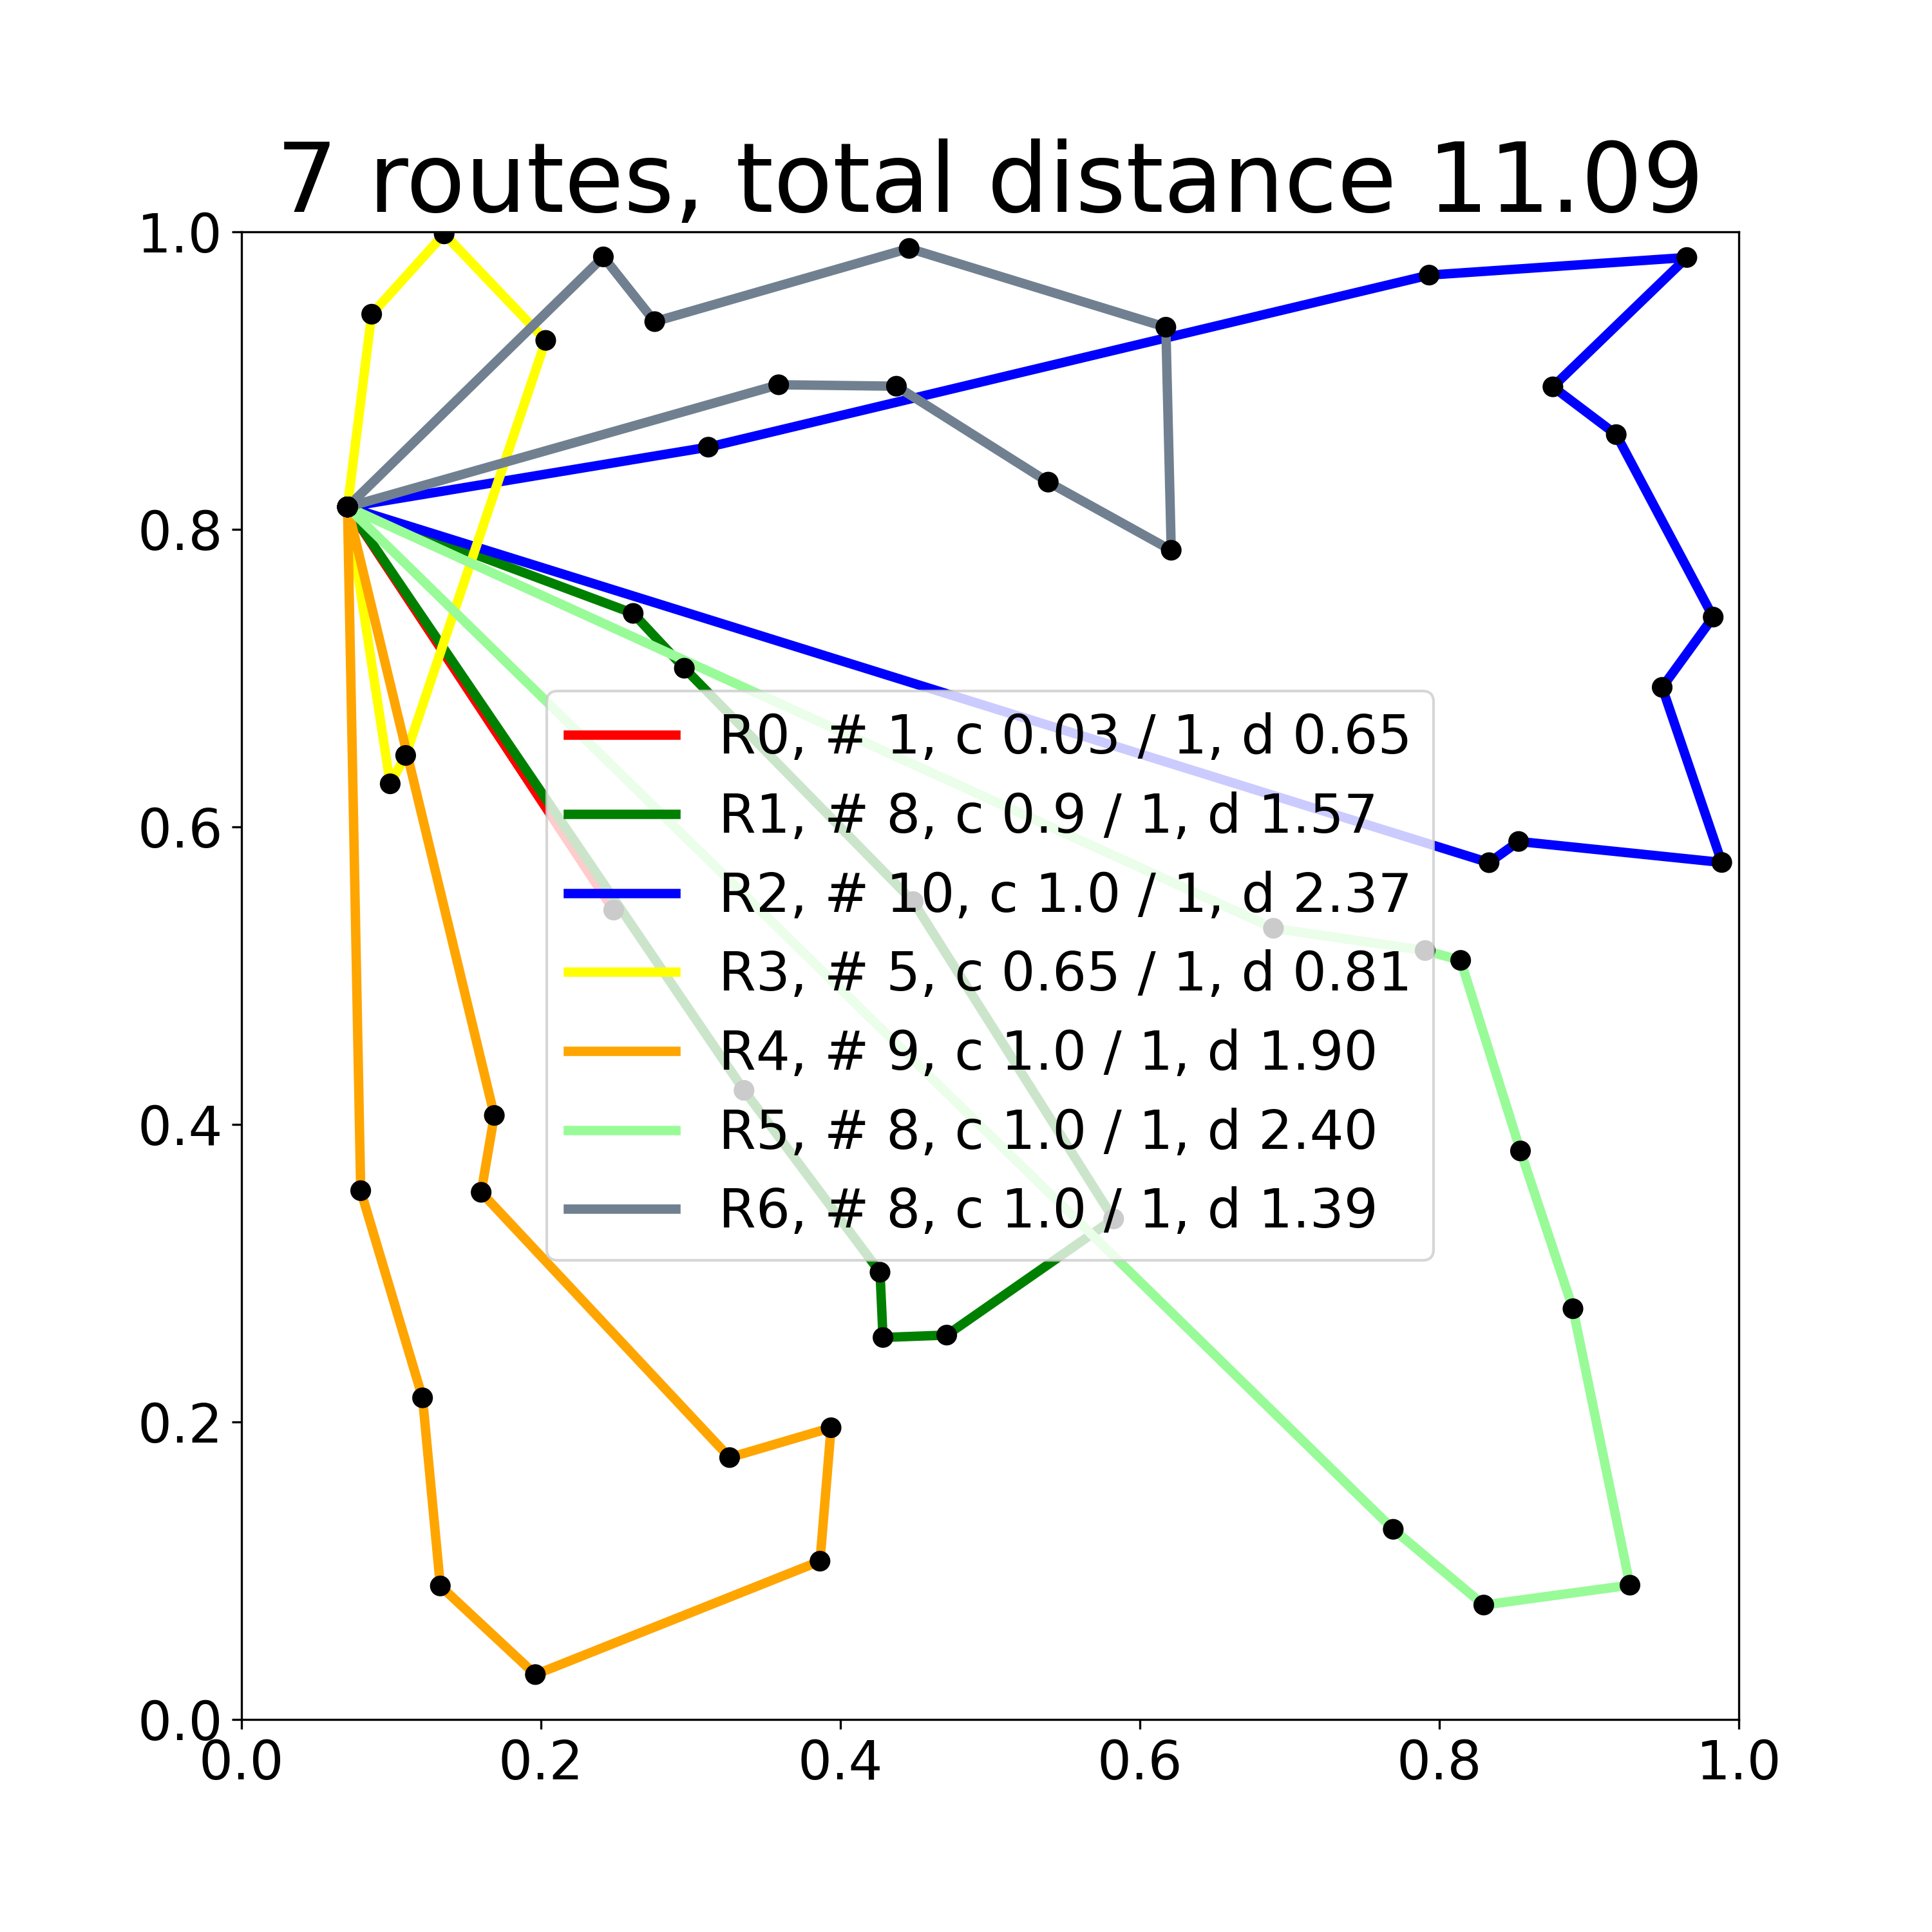 7 routes, total distance 11.09
1.0
0.8
0.6
0.4
0.2
0.0
R0, # 1, c 0.03 / 1, d 0.65
R1, # 8, c 0.9 / 1, d 1.57
R2, # 10, c 1.0 / 1, d 2.37
R3, # 5, c 0.65 / 1, d 0.81
R4, # 9, c 1.0 / 1, d 1.90
R5, # 8, c 1.0 / 1, d 2.40
R6, # 8, c 1.0 / 1, d 1.39
0.0 0.2 0.4 0.6 0.8 1.0